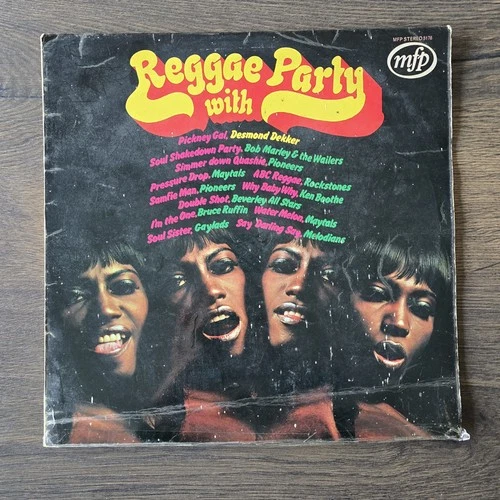 MFP STEREO 5176
mfp
Reggae Party
with
Pickney Gal, Desmond Dekker
Soul Shakedown Party, Bob Marley & the Wailers
Simmer down Quashie, Pioneers
Pressure Drop, Maytals ABC Reggae, Rockstones
Samfie Man, Pioneers Why Baby Why, Ken Boothe
Double Shot, Beverley All Stars
I'm the One, Bruce Ruffin Water Melon, Maytals
Soul Sister, Gaylads Say Darling Say, Melodians